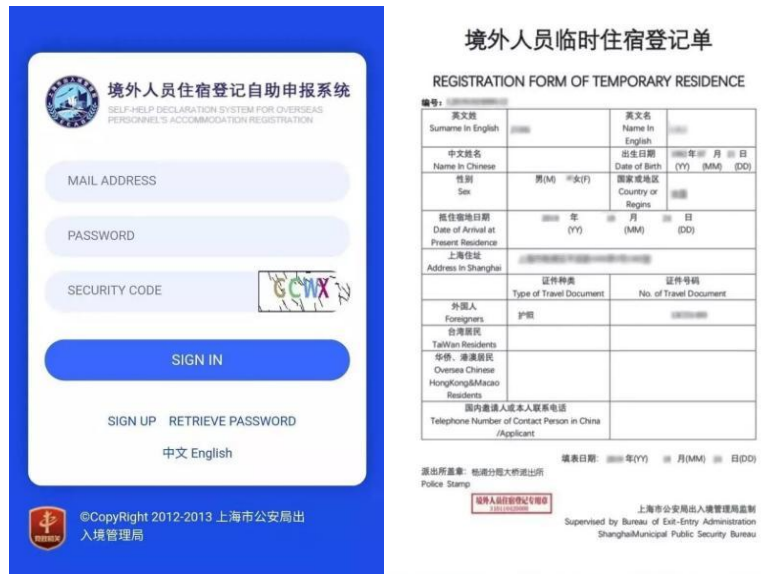 境外人员住宿登记自助申报系统
SELF-HELP DECLARATION SYSTEM FOR OVERSEAS
PERSONNEL'S ACCOMMODATION REGISTRATION
MAIL ADDRESS
PASSWORD
SECURITY CODE
GCWX
SIGN IN
SIGN UP RETRIEVE PASSWORD
中文 English
©CopyRight 2012-2013 上海市公安局出
入境管理局
境外人员临时住宿登记单
REGISTRATION FORM OF TEMPORARY RESIDENCE
编号:
英文姓
Surname In English
英文名
Name In
English
中文姓名
Name In Chinese
出生日期
Date of Birth
年 月 日
(YY) (MM) (DD)
性别
Sex
男(M) 女(F)
国家或地区
Country or
Regins
抵住宿地日期
Date of Arrival at
Present Residence
年 月 日
(YY) (MM) (DD)
上海住址
Address In Shanghai
证件种类
Type of Travel Document
证件号码
No. of Travel Document
外国人
Foreigners
护照
台湾居民
TaiWan Residents
华侨、港澳居民
Oversea Chinese
HongKong&Macao
Residents
国内邀请人或本人联系电话
Telephone Number of Contact Person in China
/Applicant
填表日期: 年(YY) 月(MM) 日(DD)
派出所盖章:
Police Stamp
境外人员住宿登记专用章
上海市公安局出入境管理局监制
Supervised by Bureau of Exit-Entry Administration
ShanghaiMunicipal Public Security Bureau